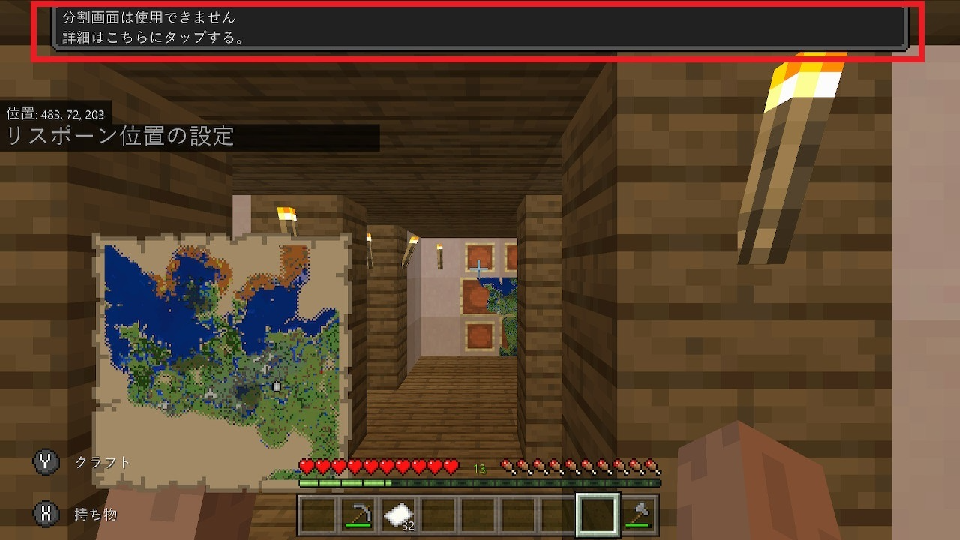 分割画面は使用できません
詳細はこちらにタップする。
位置: 483, 72, 203
リスポーン位置の設定
Y クラフト
13
X 持ち物
32